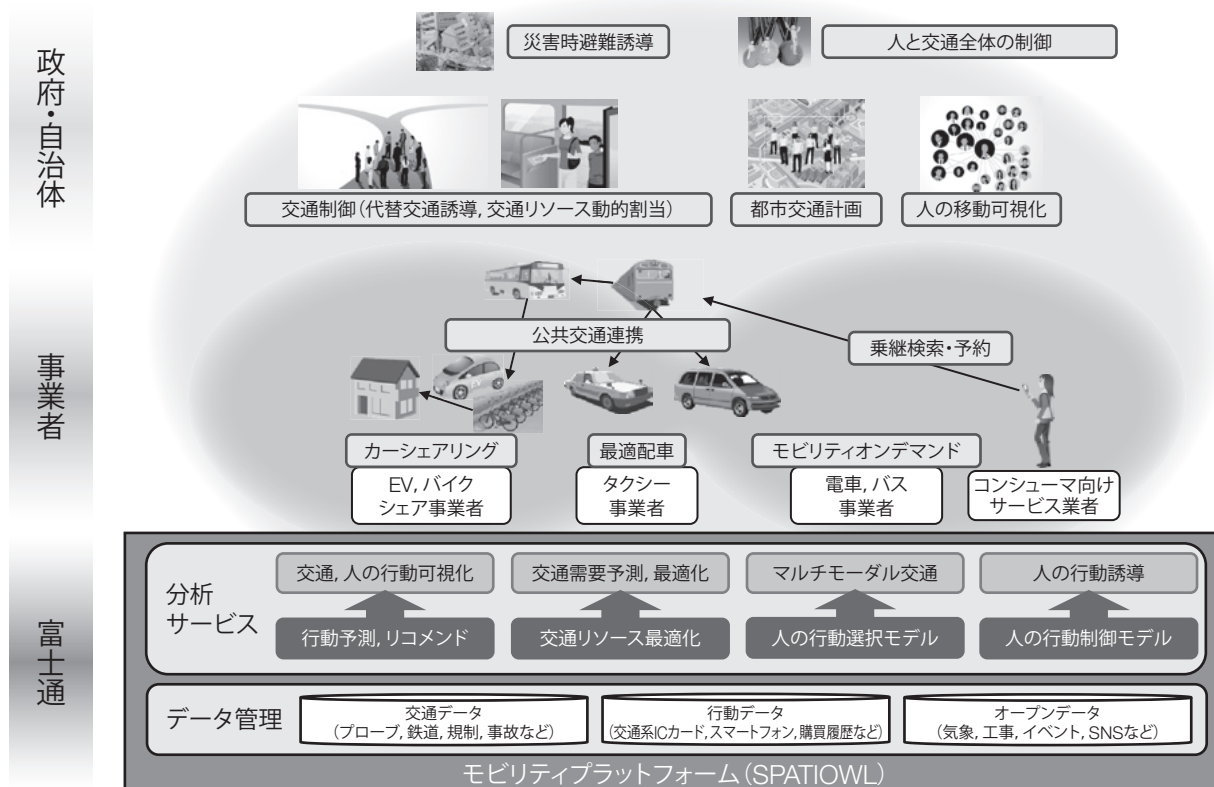 政府・自治体
災害時避難誘導
人と交通全体の制御
交通制御(代替交通誘導, 交通リソース動的割当)
都市交通計画
人の移動可視化
事業者
公共交通連携
乗継検索・予約
カーシェアリング
EV, バイク
シェア事業者
最適配車
タクシー
事業者
モビリティオンデマンド
電車, バス
事業者
コンシューマ向け
サービス業者
富士通
分析
サービス
交通, 人の行動可視化
交通需要予測, 最適化
マルチモーダル交通
人の行動誘導
行動予測, リコメンド
交通リソース最適化
人の行動選択モデル
人の行動制御モデル
データ管理
交通データ
(プローブ, 鉄道, 規制, 事故など)
行動データ
(交通系ICカード, スマートフォン, 購買履歴など)
オープンデータ
(気象, 工事, イベント, SNSなど)
モビリティプラットフォーム(SPATIOWL)